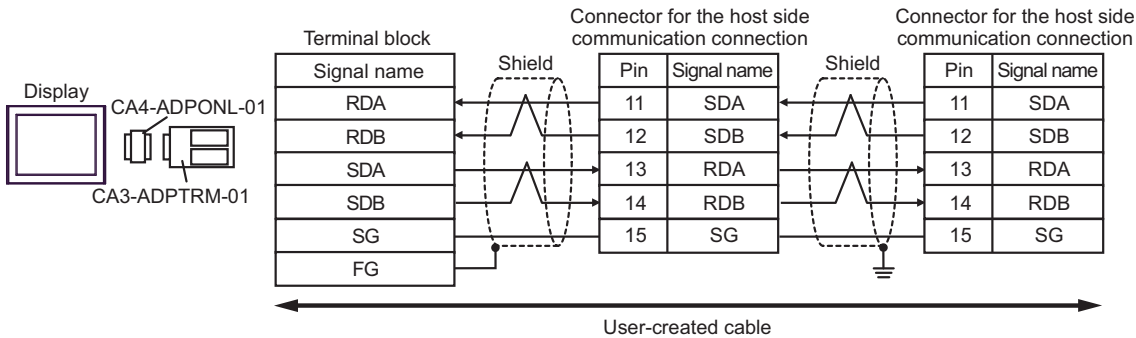 Connector for the host side
communication connection
Connector for the host side
communication connection
Terminal block
Shield
Shield
Signal name
Pin Signal name
Pin Signal name
Display
CA4-ADPONL-01
CA3-ADPTRM-01
RDA 11 SDA 11 SDA
RDB 12 SDB 12 SDB
SDA 13 RDA 13 RDA
SDB 14 RDB 14 RDB
SG 15 SG 15 SG
FG
User-created cable